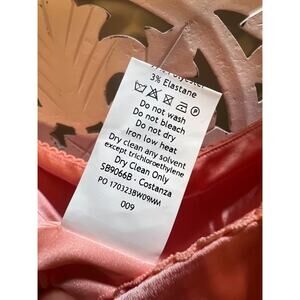 3% Elastane
Do not wash
Do not bleach
Do not dry
Iron low heat
Dry clean any solvent
except trichloroethylene
Dry Clean Only
SB9066B - Costanza
PO 170323BW09MM
009